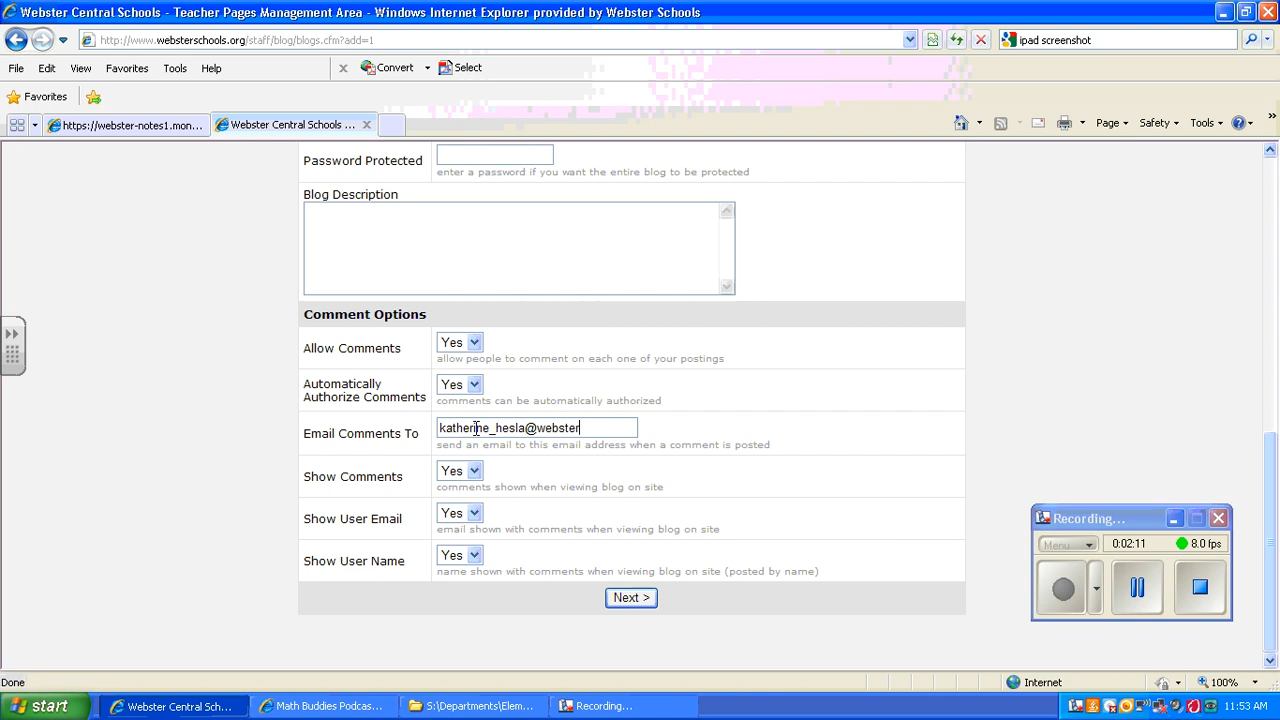 Webster Central Schools - Teacher Pages Management Area - Windows Internet Explorer provided by Webster Schools
http://www.websterschools.org/staff/blog/blogs.cfm?add=1
ipad screenshot
File Edit View Favorites Tools Help
Convert Select
Favorites
https://webster-notes1.mon...
Webster Central Schools ...
Page Safety Tools
Password Protected
enter a password if you want the entire blog to be protected
Blog Description
Comment Options
Allow Comments
Yes
allow people to comment on each one of your postings
Automatically
Authorize Comments
Yes
comments can be automatically authorized
Email Comments To
katherine_hesla@webster
send an email to this email address when a comment is posted
Show Comments
Yes
comments shown when viewing blog on site
Show User Email
Yes
email shown with comments when viewing blog on site
Show User Name
Yes
name shown with comments when viewing blog on site (posted by name)
Next >
Recording...
Menu
0:02:11
8.0 fps
Done
Internet
100%
start
Webster Central Sch...
Math Buddies Podcas...
S:\Departments\Elem...
Recording...
11:53 AM